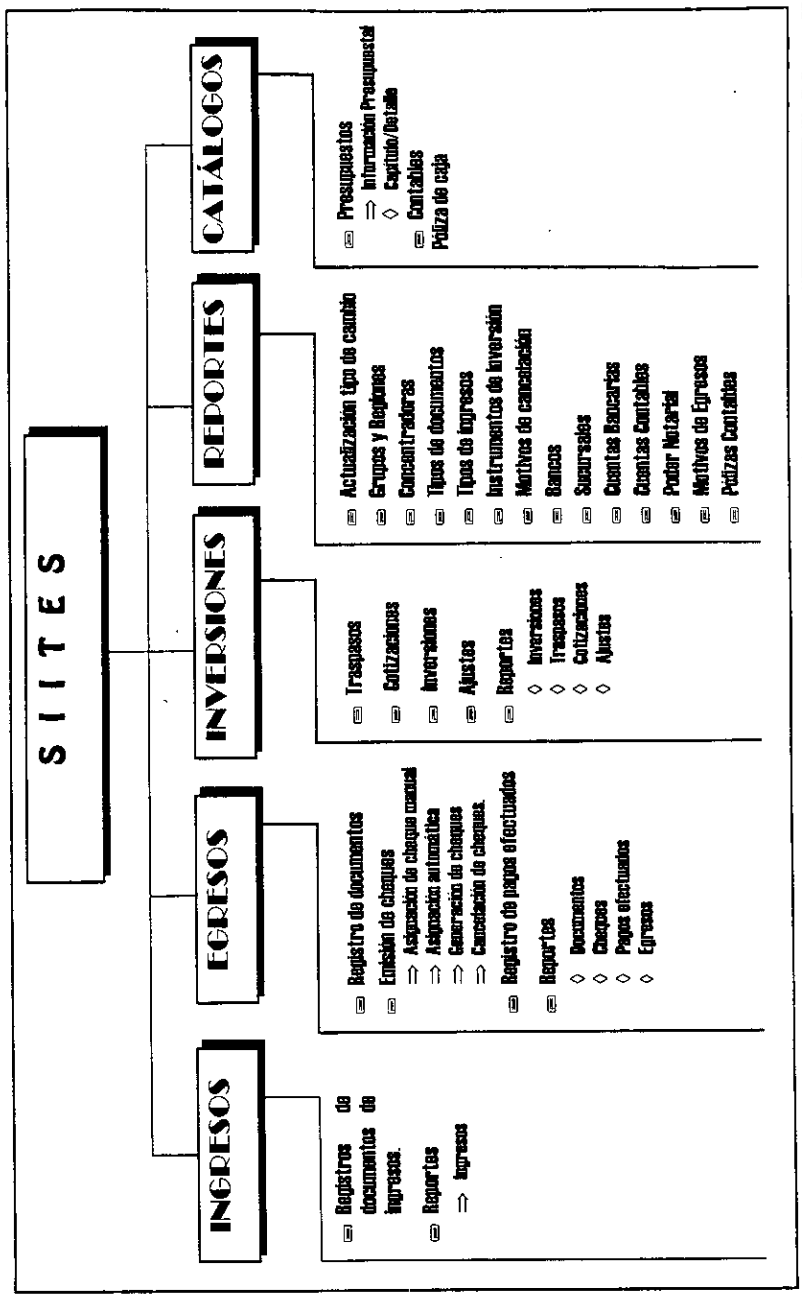 S I I T E S
INGRESOS
Registros de
documentos de
ingresos.
Reportes
⇒ Ingresos
EGRESOS
Registro de documentos
Emisión de cheques
⇒ Asignación de cheque manual
⇒ Asignación automática
⇒ Generación de cheques
⇒ Cancelación de cheques.
Registro de pagos efectuados
Reportes
◇ Documentos
◇ Cheques
◇ Pagos efectuados
◇ Egresos
INVERSIONES
Traspasos
Cotizaciones
Inversiones
Ajustes
Reportes
◇ Inversiones
◇ Traspasos
◇ Cotizaciones
◇ Ajustes
REPORTES
Actualización tipo de cambio
Grupos y Regiones
Concentradoras
Tipos de documentos
Tipos de ingresos
Instrumentos de inversión
Motivos de cancelación
Bancos
Sucursales
Cuentas Bancarias
Cuentas Contables
Poder Notarial
Motivos de Egresos
Pólizas Contables
CATÁLOGOS
Presupuestos
⇒ Información Presupuestal
◇ Capítulo/Detalle
Contables
Póliza de caja